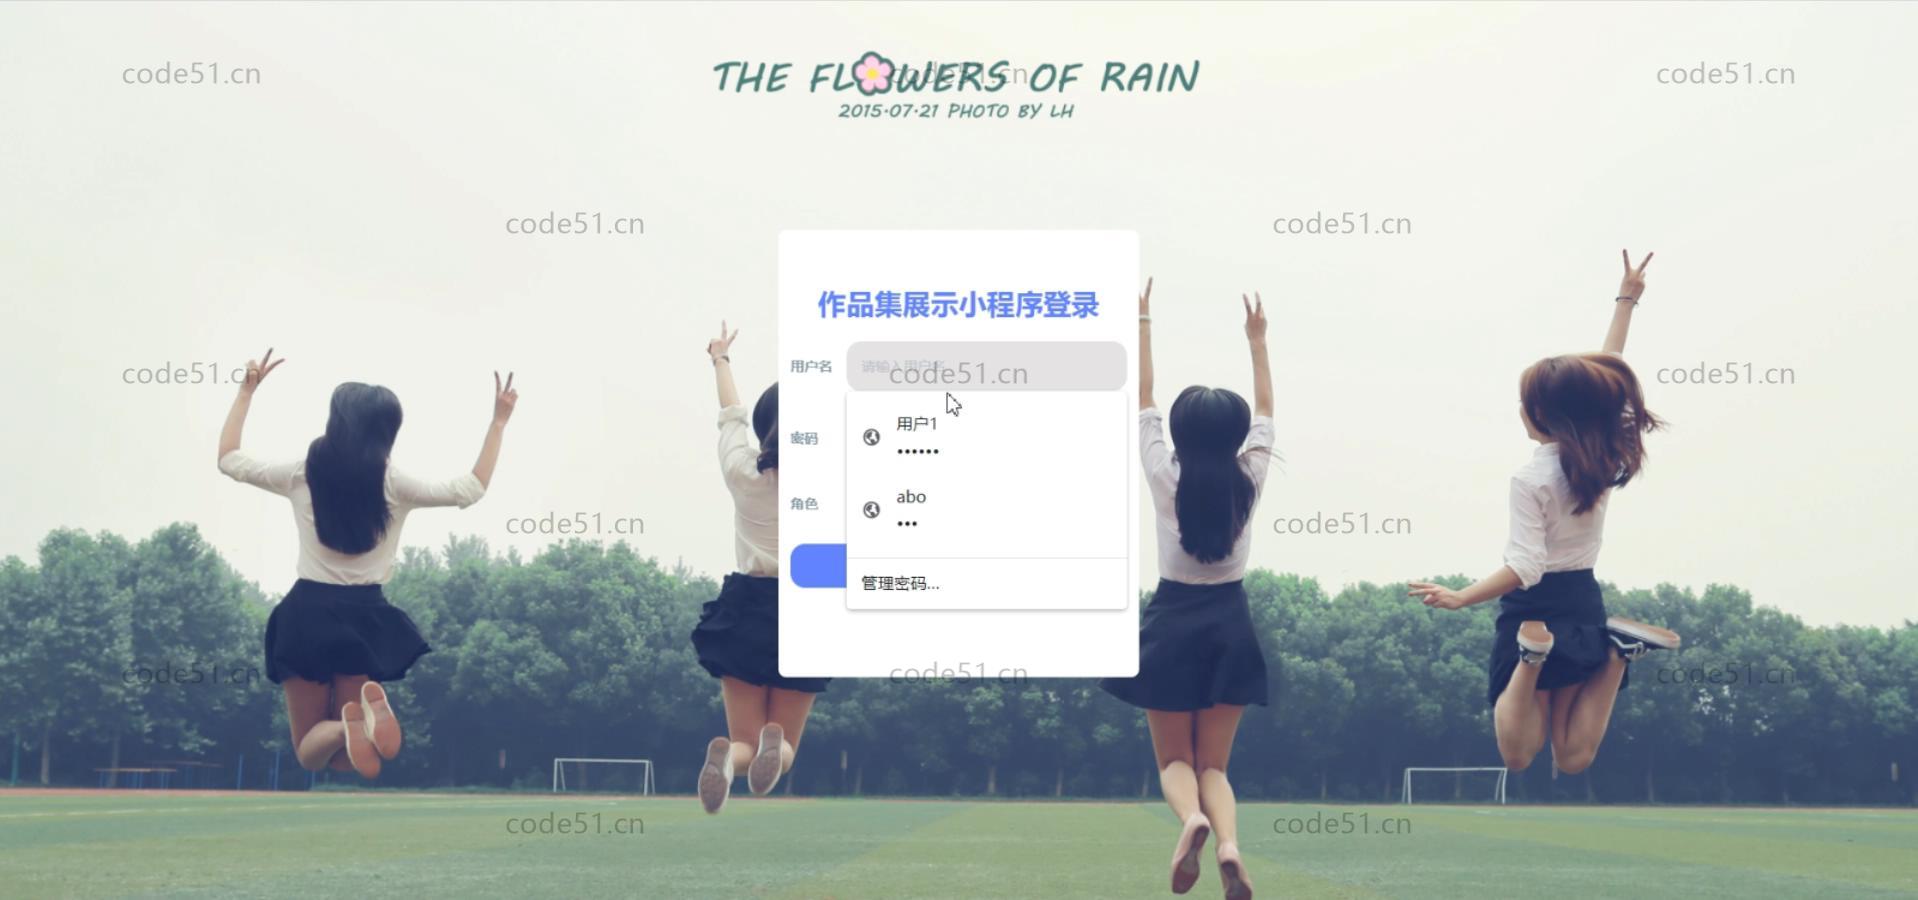 THE FLOWERS OF RAIN
2015·07·21 PHOTO BY LH
code51.cn
code51.cn
code51.cn
code51.cn
code51.cn
作品集展示小程序登录
用户名
请输入用户名
code51.cn
code51.cn
code51.cn
用户1
••••••
密码
abo
•••
角色
code51.cn
code51.cn
管理密码...
code51.cn
code51.cn
code51.cn
code51.cn
code51.cn